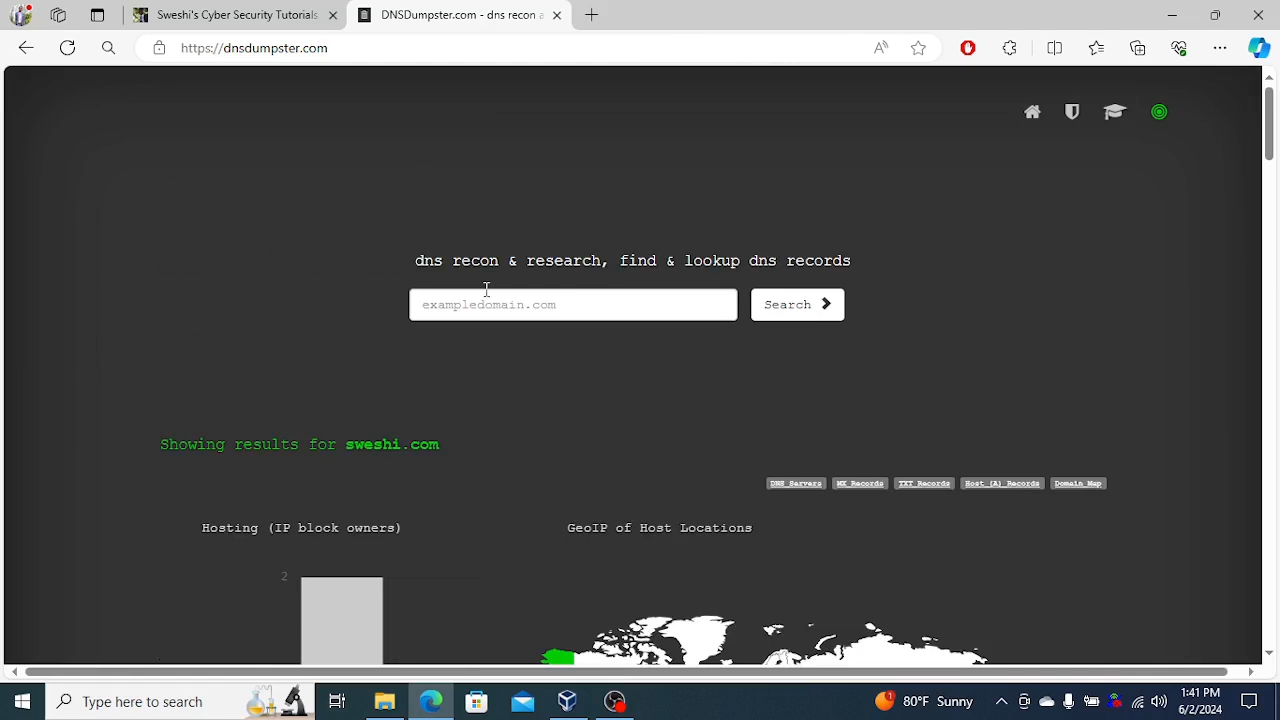 Sweshi's Cyber Security Tutorials
DNSDumpster.com - dns recon a
https://dnsdumpster.com
dns recon & research, find & lookup dns records
exampledomain.com
Search
Showing results for sweshi.com
DNS Servers
MX Records
TXT Records
Host (A) Records
Domain Map
Hosting (IP block owners)
GeoIP of Host Locations
2
Type here to search
1
80°F Sunny
1:41 PM
6/2/2024